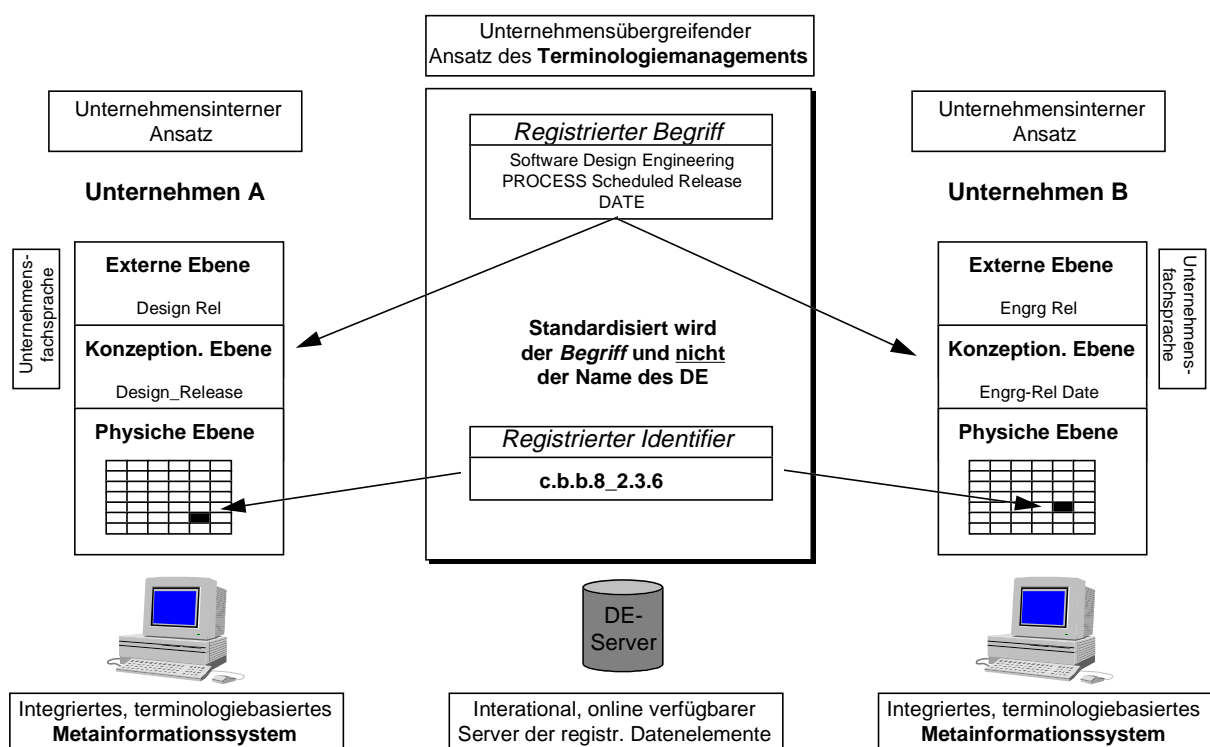 Unternehmensübergreifender
Ansatz des Terminologiemanagements
Unternehmensinterner
Ansatz
Unternehmen A
Unternehmens-
fachsprache
Externe Ebene
Design Rel
Konzeption. Ebene
Design_Release
Physiche Ebene
Registrierter Begriff
Software Design Engineering
PROCESS Scheduled Release
DATE
Standardisiert wird
der Begriff und nicht
der Name des DE
Registrierter Identifier
c.b.b.8_2.3.6
Unternehmensinterner
Ansatz
Unternehmen B
Externe Ebene
Engrg Rel
Konzeption. Ebene
Engrg-Rel Date
Physiche Ebene
Unternehmens-
fachsprache
DE-
Server
Integriertes, terminologiebasiertes
Metainformationssystem
Interational, online verfügbarer
Server der registr. Datenelemente
Integriertes, terminologiebasiertes
Metainformationssystem